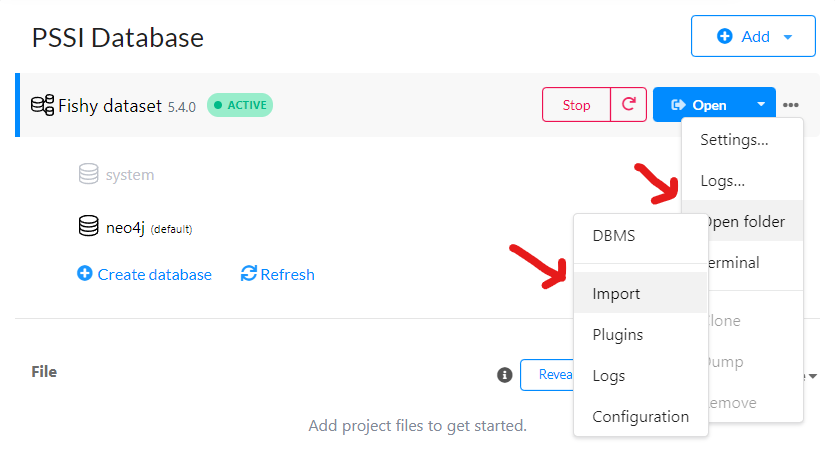 PSSI Database
Add
Fishy dataset 5.4.0 ACTIVE
Stop
Open
Settings...
system
Logs...
neo4j (default)
Open folder
DBMS
Terminal
Create database
Refresh
Import
Plugins
Clone
Logs
Dump
Configuration
Remove
File
Revea
Add project files to get started.